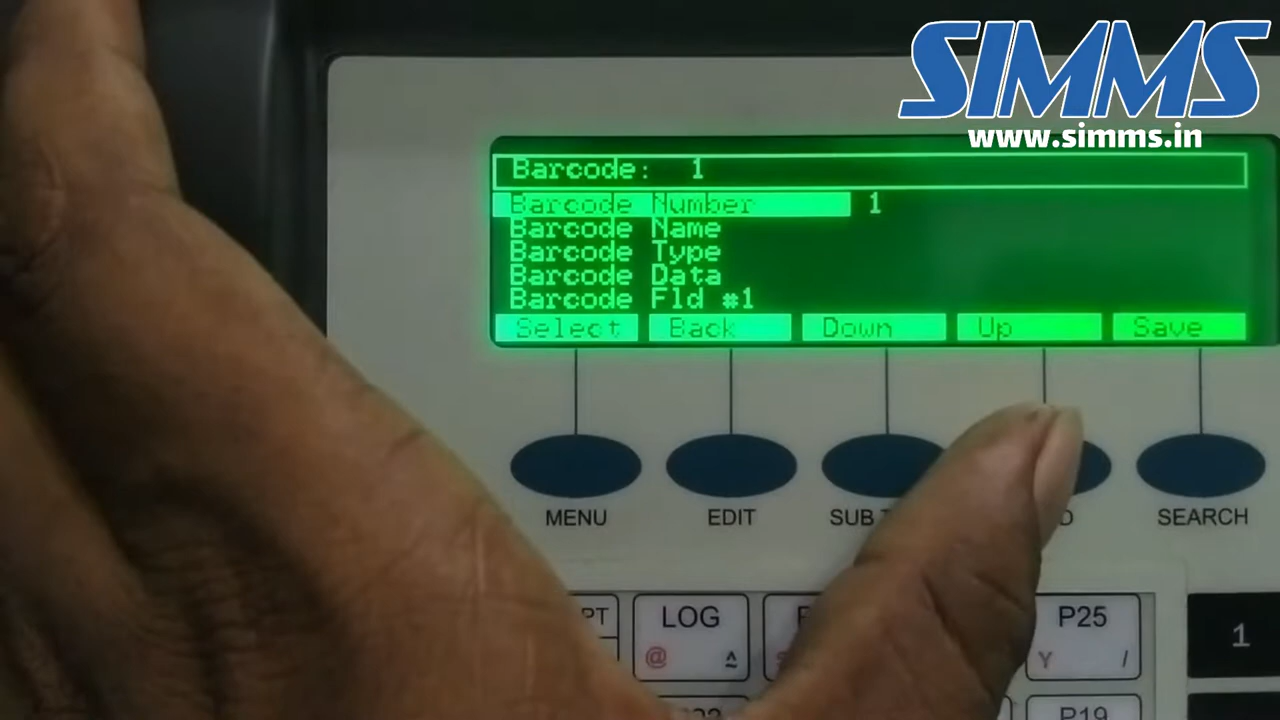 SIMMS
www.simms.in
Barcode: 1
Barcode Number 1
Barcode Name
Barcode Type
Barcode Data
Barcode Fld #1
Select Back Down Up Save
MENU EDIT SUB SEARCH
LOG P25
@ ^ Y /
1
P19